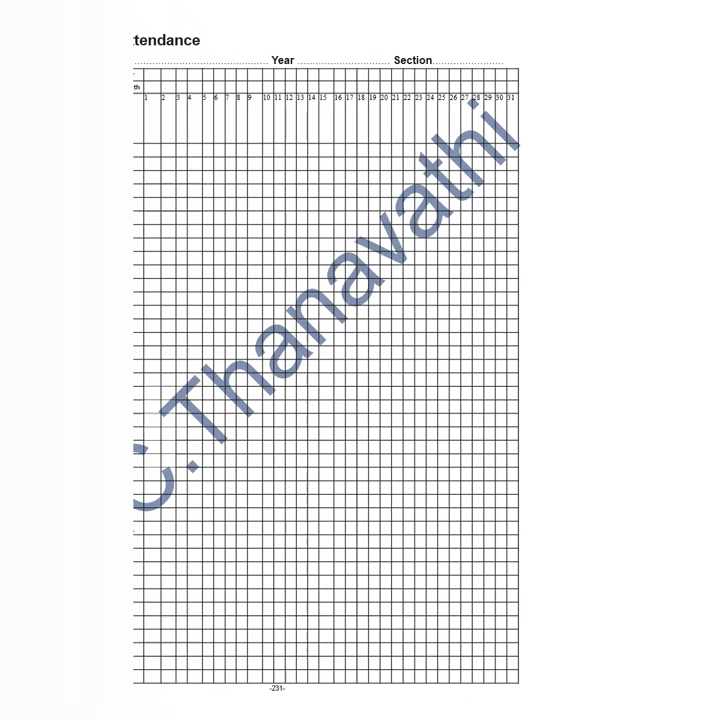 ttendance
Year Section
th
1 2 3 4 5 6 7 8 9 10 11 12 13 14 15 16 17 18 19 20 21 22 23 24 25 26 27 28 29 30 31
C.Thanavathi
-231-